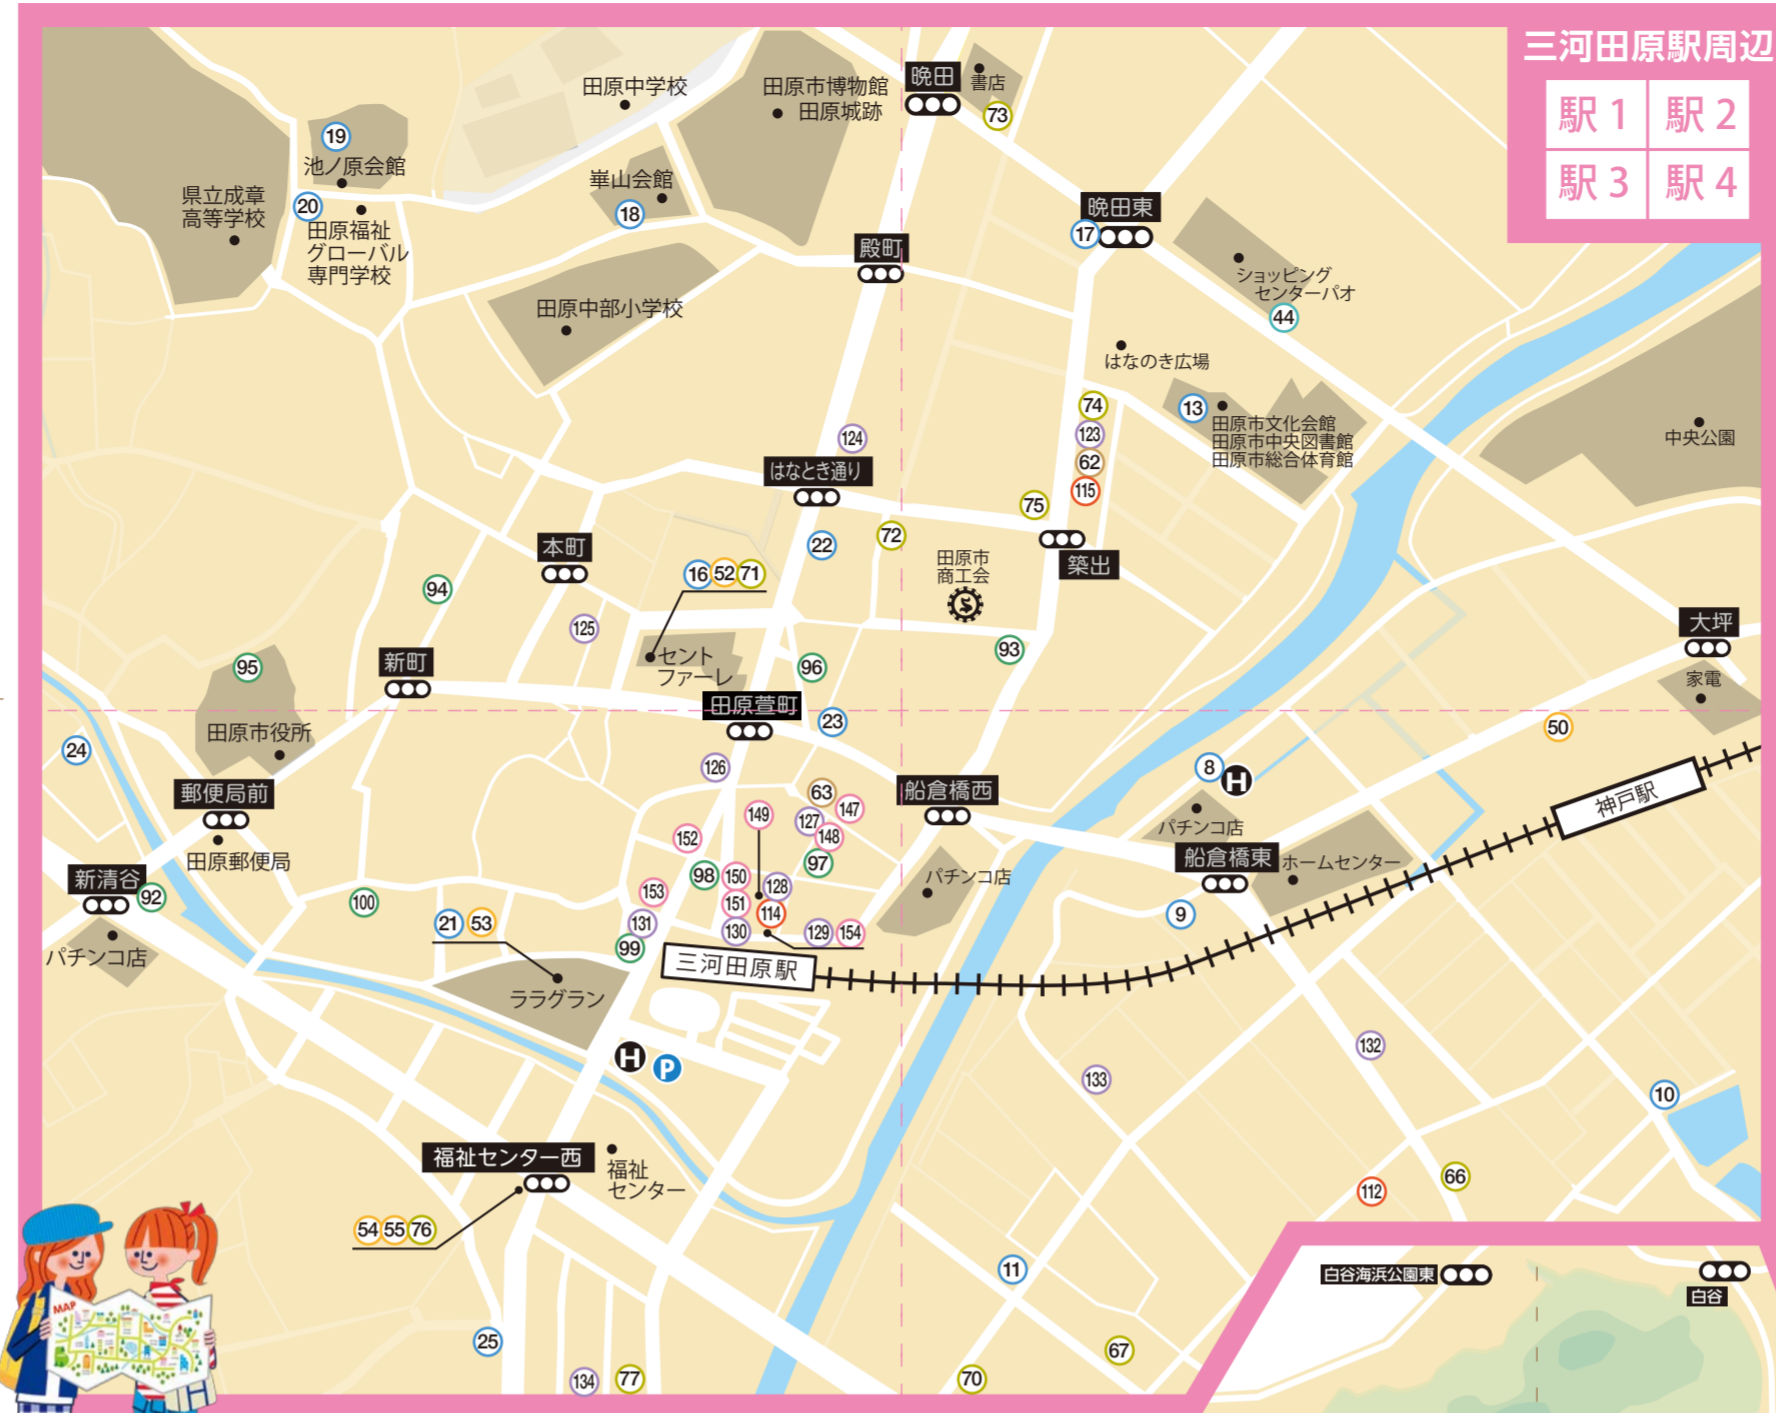 三河田原駅周辺
駅 1
駅 2
駅 3
駅 4
田原中学校
田原市博物館
田原城跡
晩田
書店
73
19
池ノ原会館
県立成章
高等学校
20
田原福祉
グローバル
専門学校
崋山会館
18
殿町
晩田東
17
ショッピング
センターパオ
44
田原中部小学校
はなのき広場
74
123
62
115
13
田原市文化会館
田原市中央図書館
田原市総合体育館
中央公園
124
はなとき通り
75
築出
22
72
本町
16
52
71
田原市
商工会
94
125
大坪
95
新町
セント
ファーレ
96
93
家電
田原萱町
23
50
田原市役所
24
郵便局前
126
船倉橋西
8
H
神戸駅
63
147
149
127
148
152
97
パチンコ店
田原郵便局
船倉橋東
ホームセンター
新清谷
92
98
150
128
パチンコ店
153
151
114
100
21
53
131
130
129
154
9
99
パチンコ店
三河田原駅
ララグラン
H
P
132
133
10
福祉センター西
福祉
センター
66
112
54
55
76
11
白谷海浜公園東
白谷
MAP
25
67
134
77
70